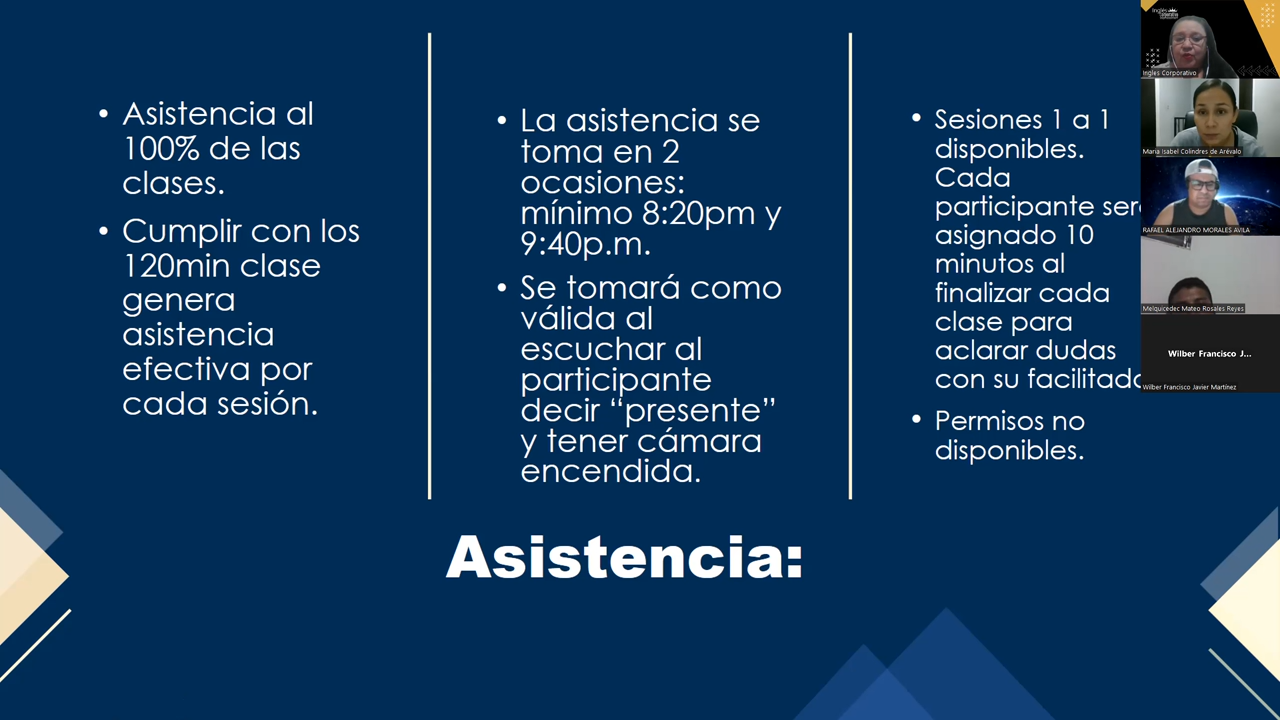 • Asistencia al
100% de las
clases.
• Cumplir con los
120min clase
genera
asistencia
efectiva por
cada sesión.
• La asistencia se
toma en 2
ocasiones:
mínimo 8:20pm y
9:40p.m.
• Se tomará como
válida al
escuchar al
participante
decir “presente”
y tener cámara
encendida.
• Sesiones 1 a 1
disponibles.
Cada
participante ser
asignado 10
minutos al
finalizar cada
clase para
aclarar dudas
con su facilitad
• Permisos no
disponibles.
Asistencia:
Inglés Corporativo
Maria Isabel Colindres de Arévalo
RAFAEL ALEJANDRO MORALES AVILA
Melquicedec Mateo Rosales Reyes
Wilber Francisco J...
Wilber Francisco Javier Martínez